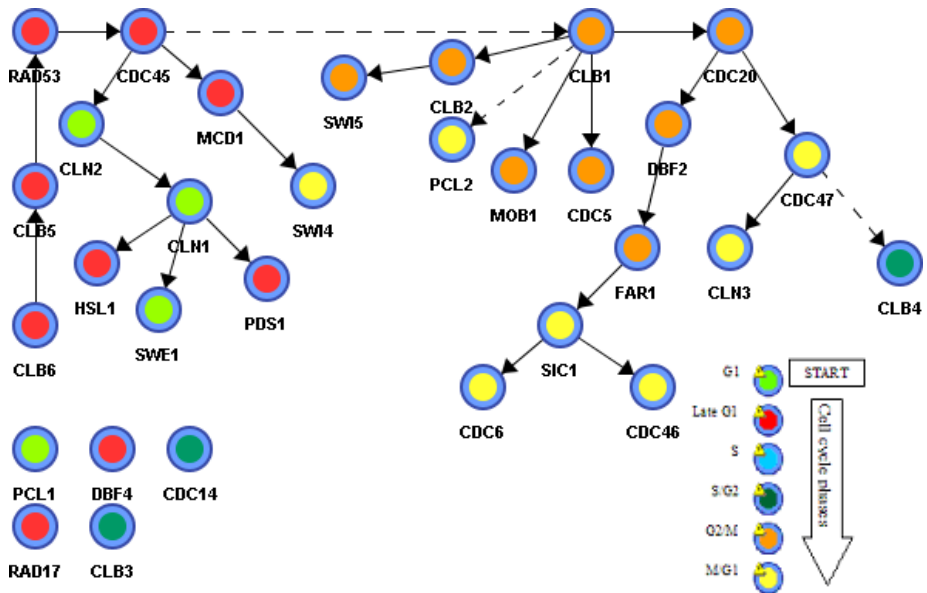 RAD53
CDC45
SWI5
CLB2
CLB1
CDC20
CLN2
MCD1
PCL2
DBF2
MOB1
CDC5
CDC47
CLB5
CLN1
SWI4
HSL1
SWE1
PDS1
FAR1
CLN3
CLB4
CLB6
SIC1
CDC6
CDC46
G1
START
Late G1
S
S/G2
G2/M
M/G1
Cell cycle phases
PCL1
DBF4
CDC14
RAD17
CLB3